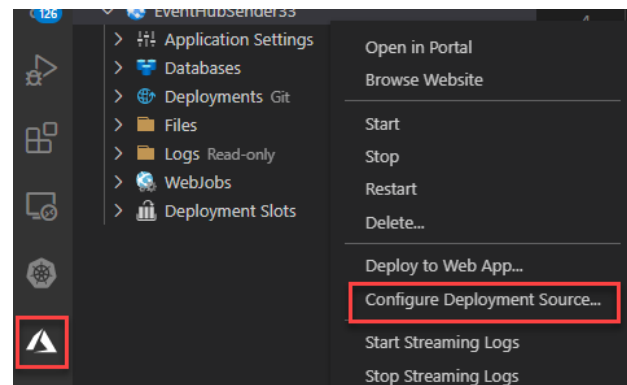 126
EventHubSender33
4
Application Settings
Databases
Deployments Git
Files
Logs Read-only
WebJobs
Deployment Slots
Open in Portal
Browse Website
Start
Stop
Restart
Delete...
Deploy to Web App...
Configure Deployment Source...
Start Streaming Logs
Stop Streaming Logs